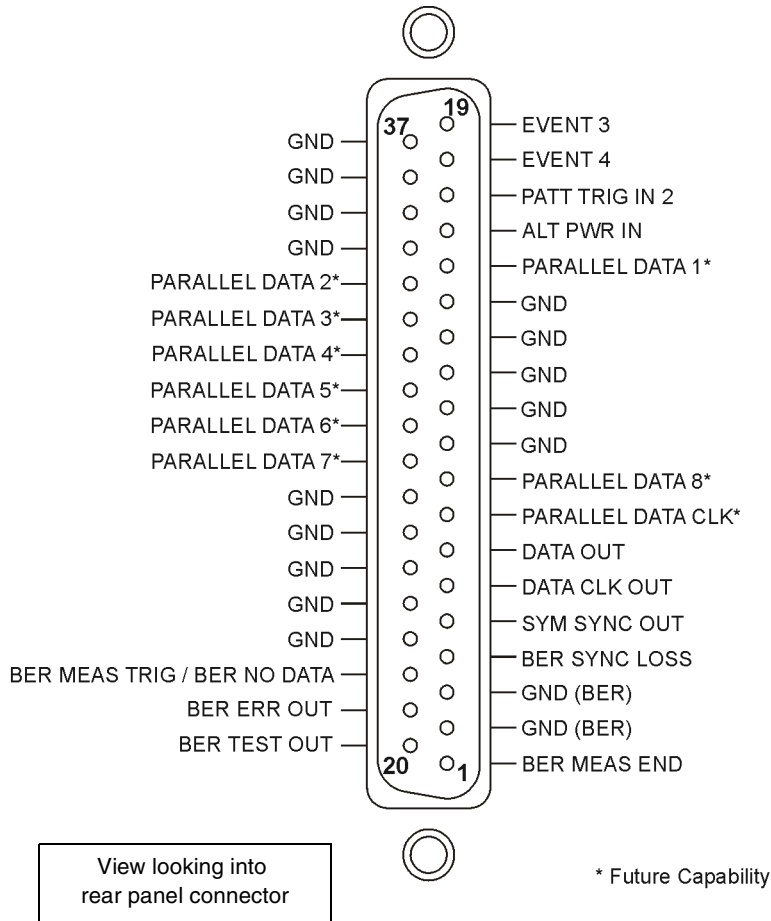 19
EVENT 3
37
GND
EVENT 4
GND
PATT TRIG IN 2
GND
ALT PWR IN
GND
PARALLEL DATA 1*
PARALLEL DATA 2*
GND
PARALLEL DATA 3*
GND
PARALLEL DATA 4*
GND
PARALLEL DATA 5*
GND
PARALLEL DATA 6*
GND
PARALLEL DATA 7*
PARALLEL DATA 8*
GND
PARALLEL DATA CLK*
GND
DATA OUT
GND
DATA CLK OUT
GND
SYM SYNC OUT
GND
BER SYNC LOSS
BER MEAS TRIG / BER NO DATA
GND (BER)
BER ERR OUT
GND (BER)
BER TEST OUT
20
1
BER MEAS END
View looking into
rear panel connector
* Future Capability